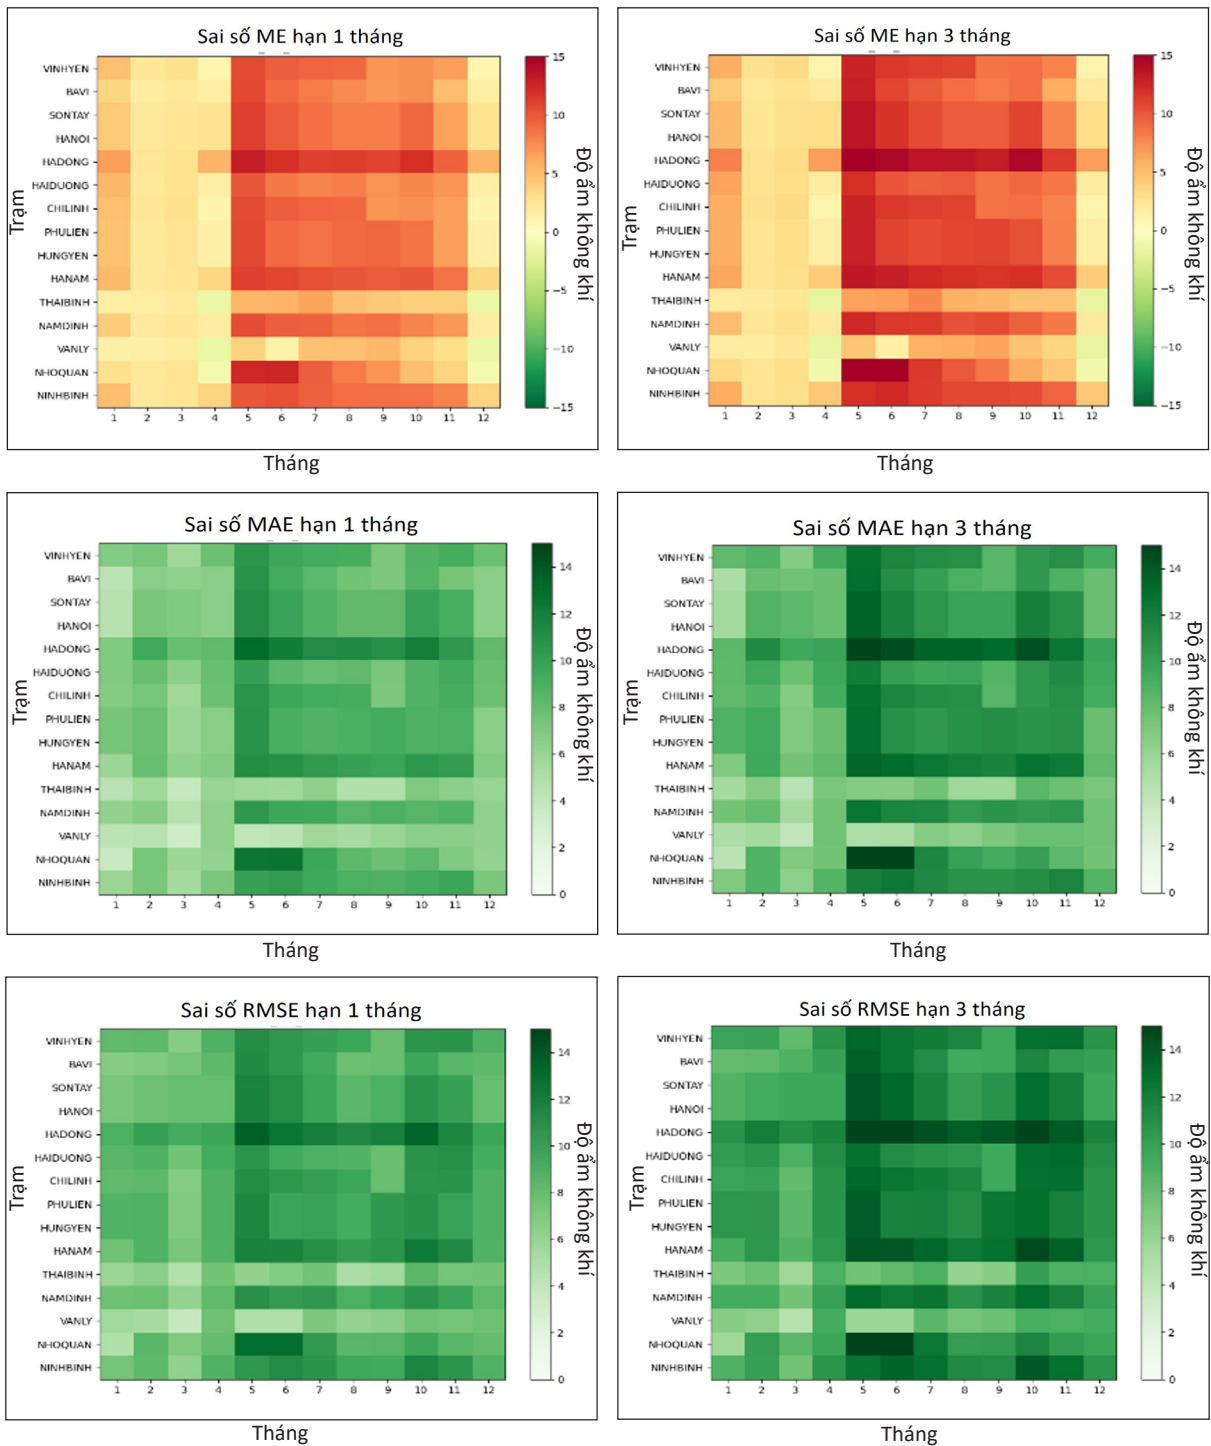 Sai số ME hạn 1 tháng
VINHYEN
BAVI
SONTAY
HANOI
HADONG
HAIDUONG
CHILINH
PHULIEN
HUNGYEN
HANAM
THAIBINH
NAMDINH
VANLY
NHOQUAN
NINHBINH
Trạm
1 2 3 4 5 6 7 8 9 10 11 12
Tháng
15
10
5
0
−5
−10
−15
Độ ẩm không khí
Sai số ME hạn 3 tháng
VINHYEN
BAVI
SONTAY
HANOI
HADONG
HAIDUONG
CHILINH
PHULIEN
HUNGYEN
HANAM
THAIBINH
NAMDINH
VANLY
NHOQUAN
NINHBINH
Trạm
1 2 3 4 5 6 7 8 9 10 11 12
Tháng
15
10
5
0
−5
−10
−15
Độ ẩm không khí
Sai số MAE hạn 1 tháng
VINHYEN
BAVI
SONTAY
HANOI
HADONG
HAIDUONG
CHILINH
PHULIEN
HUNGYEN
HANAM
THAIBINH
NAMDINH
VANLY
NHOQUAN
NINHBINH
Trạm
1 2 3 4 5 6 7 8 9 10 11 12
Tháng
14
12
10
8
6
4
2
0
Độ ẩm không khí
Sai số MAE hạn 3 tháng
VINHYEN
BAVI
SONTAY
HANOI
HADONG
HAIDUONG
CHILINH
PHULIEN
HUNGYEN
HANAM
THAIBINH
NAMDINH
VANLY
NHOQUAN
NINHBINH
Trạm
1 2 3 4 5 6 7 8 9 10 11 12
Tháng
14
12
10
8
6
4
2
0
Độ ẩm không khí
Sai số RMSE hạn 1 tháng
VINHYEN
BAVI
SONTAY
HANOI
HADONG
HAIDUONG
CHILINH
PHULIEN
HUNGYEN
HANAM
THAIBINH
NAMDINH
VANLY
NHOQUAN
NINHBINH
Trạm
1 2 3 4 5 6 7 8 9 10 11 12
Tháng
14
12
10
8
6
4
2
0
Độ ẩm không khí
Sai số RMSE hạn 3 tháng
VINHYEN
BAVI
SONTAY
HANOI
HADONG
HAIDUONG
CHILINH
PHULIEN
HUNGYEN
HANAM
THAIBINH
NAMDINH
VANLY
NHOQUAN
NINHBINH
Trạm
1 2 3 4 5 6 7 8 9 10 11 12
Tháng
14
12
10
8
6
4
2
0
Độ ẩm không khí